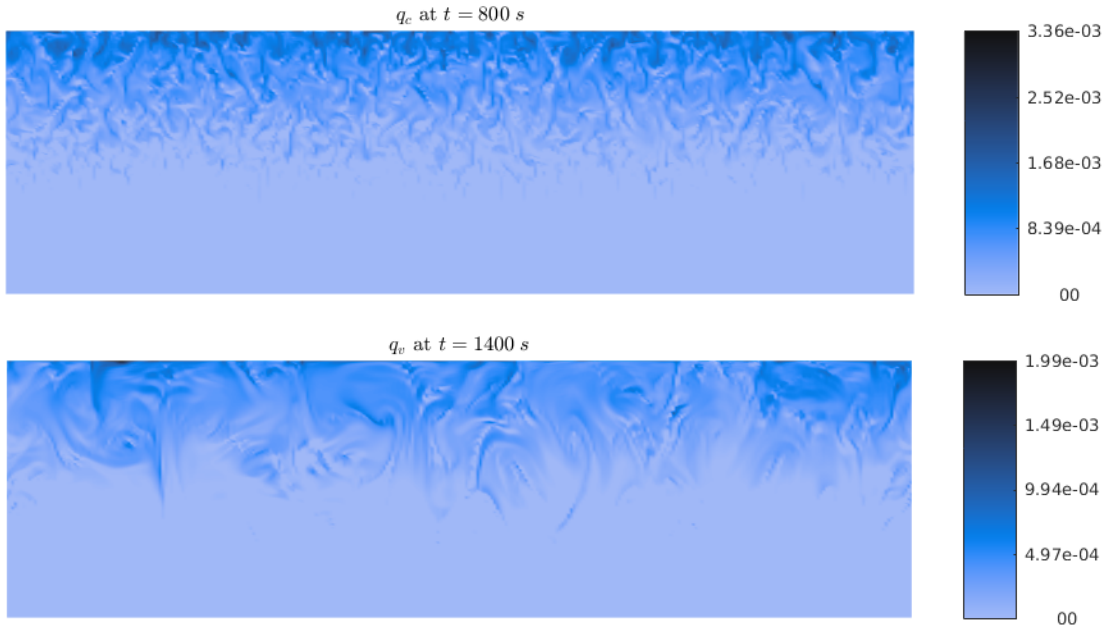 q_c at t = 800 s
3.36e-03
2.52e-03
1.68e-03
8.39e-04
00
q_v at t = 1400 s
1.99e-03
1.49e-03
9.94e-04
4.97e-04
00